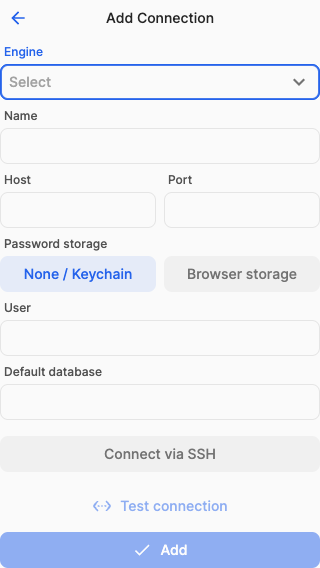 Add Connection
Engine
Select
Name
Host Port
Password storage
None / Keychain Browser storage
User
Default database
Connect via SSH
Test connection
Add